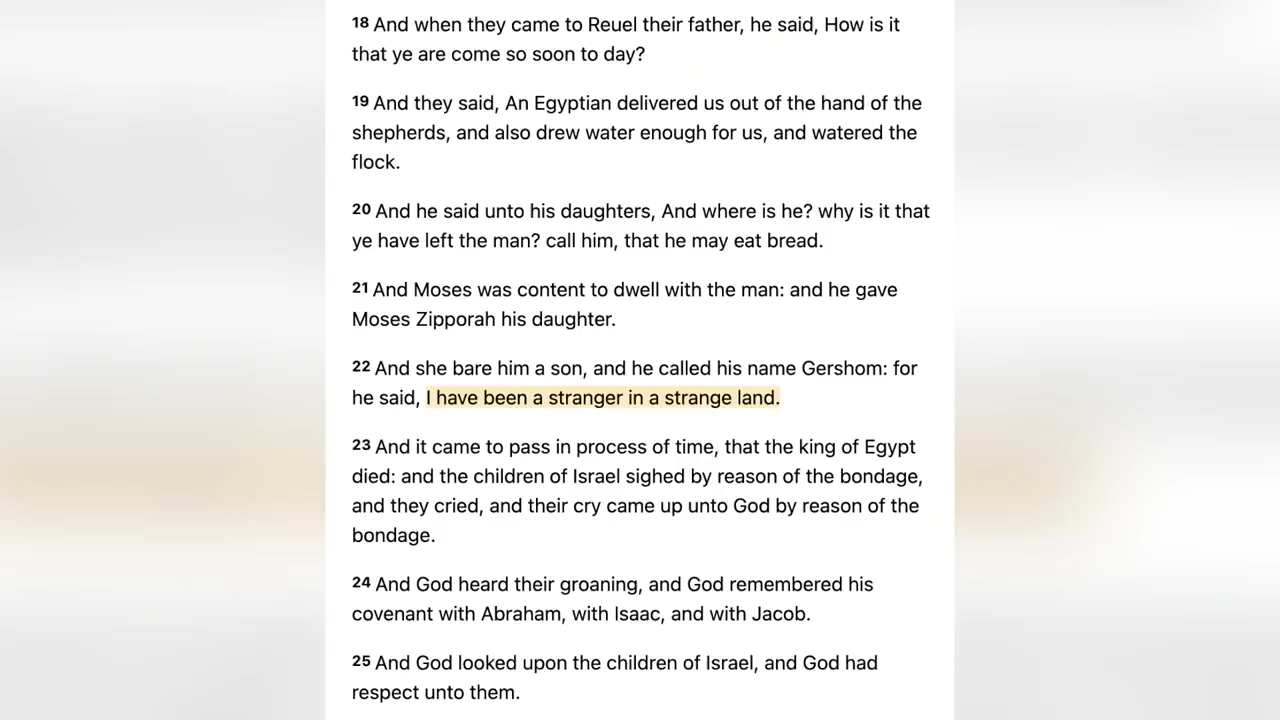 18 And when they came to Reuel their father, he said, How is it
that ye are come so soon to day?
19 And they said, An Egyptian delivered us out of the hand of the
shepherds, and also drew water enough for us, and watered the
flock.
20 And he said unto his daughters, And where is he? why is it that
ye have left the man? call him, that he may eat bread.
21 And Moses was content to dwell with the man: and he gave
Moses Zipporah his daughter.
22 And she bare him a son, and he called his name Gershom: for
he said, I have been a stranger in a strange land.
23 And it came to pass in process of time, that the king of Egypt
died: and the children of Israel sighed by reason of the bondage,
and they cried, and their cry came up unto God by reason of the
bondage.
24 And God heard their groaning, and God remembered his
covenant with Abraham, with Isaac, and with Jacob.
25 And God looked upon the children of Israel, and God had
respect unto them.